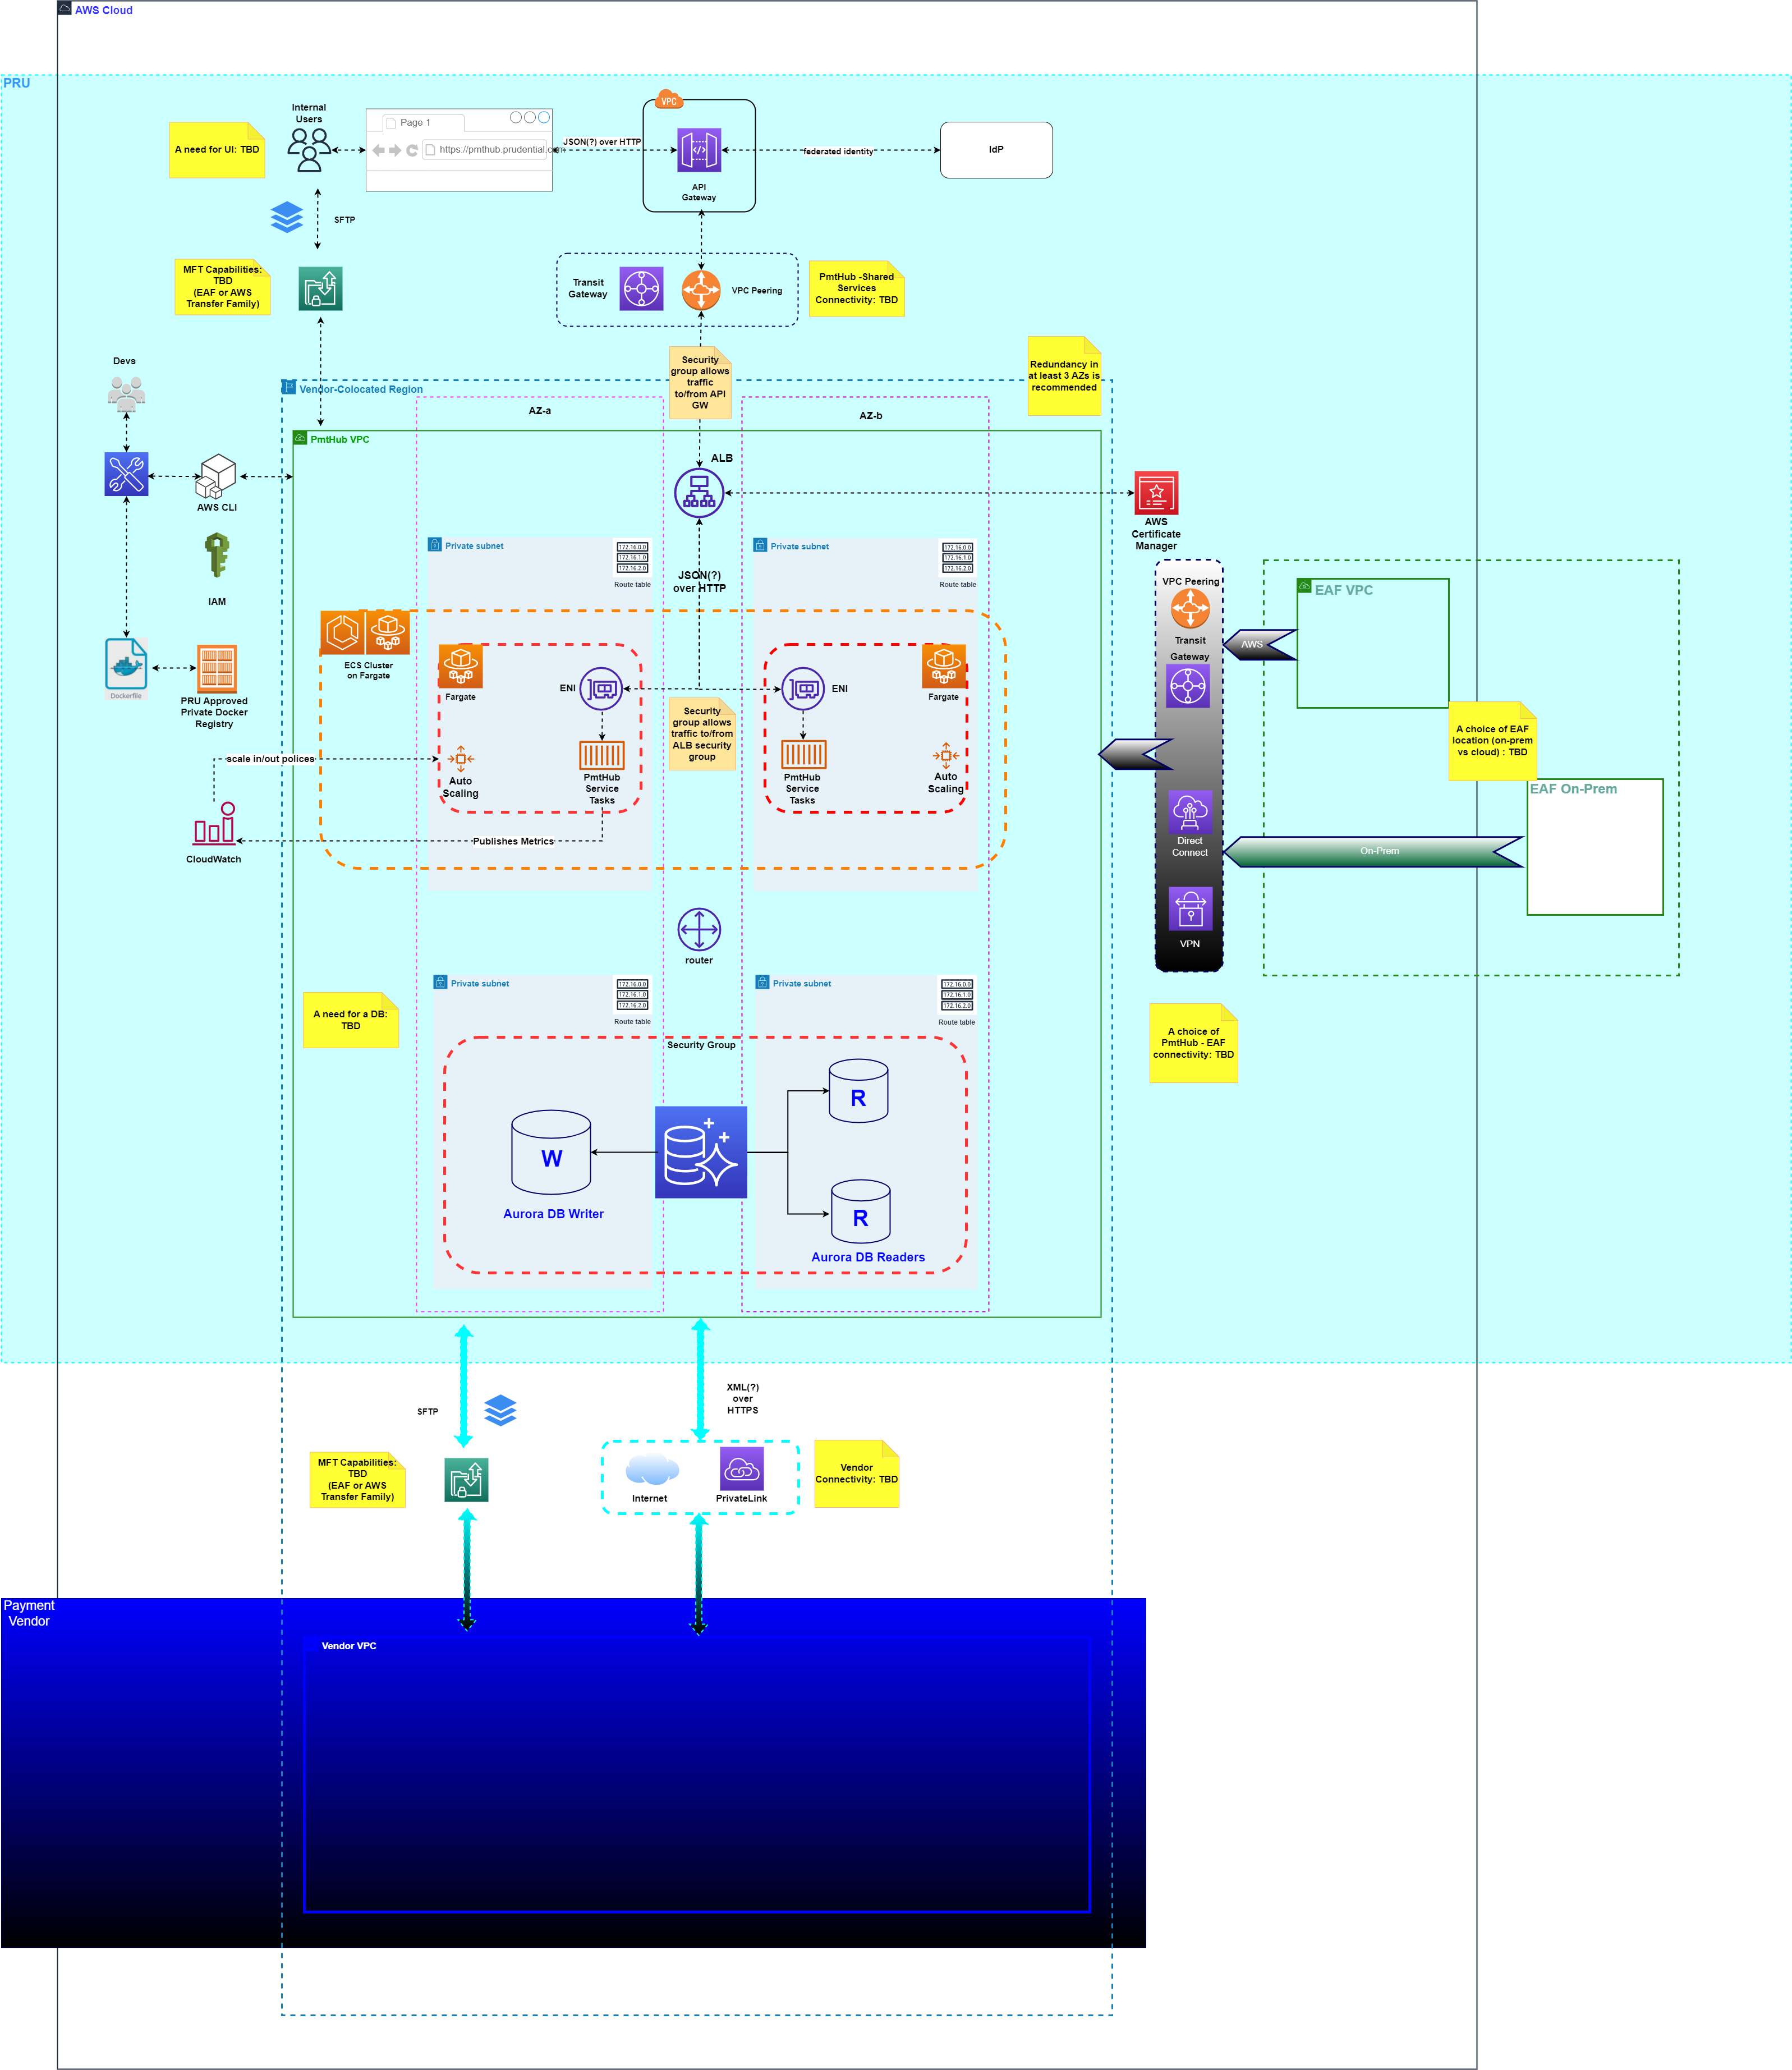 AWS Cloud
PRU
Internal
Users
A need for UI: TBD
Page 1
https://pmthub.prudential.com
JSON(?) over HTTP
VPC
API
Gateway
federated identity
IdP
SFTP
MFT Capabilities:
TBD
(EAF or AWS
Transfer Family)
Transit
Gateway
VPC Peering
PmtHub -Shared
Services
Connectivity: TBD
Security
group allows
traffic
to/from API
GW
Redundancy in
at least 3 AZs is
recommended
Devs
Vendor-Colocated Region
AZ-a
AZ-b
PmtHub VPC
ALB
AWS CLI
AWS
Certificate
Manager
Private subnet
172.16.0.0
172.16.1.0
172.16.2.0
Route table
Private subnet
172.16.0.0
172.16.1.0
172.16.2.0
Route table
JSON(?)
over HTTP
IAM
VPC Peering
Transit
Gateway
EAF VPC
AWS
ECS Cluster
on Fargate
Fargate
ENI
ENI
Fargate
Dockerfile
PRU Approved
Private Docker
Registry
Security
group allows
traffic to/from
ALB security
group
A choice of EAF
location (on-prem
vs cloud) : TBD
scale in/out polices
Auto
Scaling
PmtHub
Service
Tasks
PmtHub
Service
Tasks
Auto
Scaling
EAF On-Prem
Publishes Metrics
CloudWatch
Direct
Connect
On-Prem
VPN
router
Private subnet
172.16.0.0
172.16.1.0
172.16.2.0
Route table
Private subnet
172.16.0.0
172.16.1.0
172.16.2.0
Route table
A need for a DB:
TBD
A choice of
PmtHub - EAF
connectivity: TBD
Security Group
R
W
R
Aurora DB Writer
Aurora DB Readers
SFTP
XML(?)
over
HTTPS
MFT Capabilities:
TBD
(EAF or AWS
Transfer Family)
Internet
PrivateLink
Vendor
Connectivity: TBD
Payment
Vendor
Vendor VPC